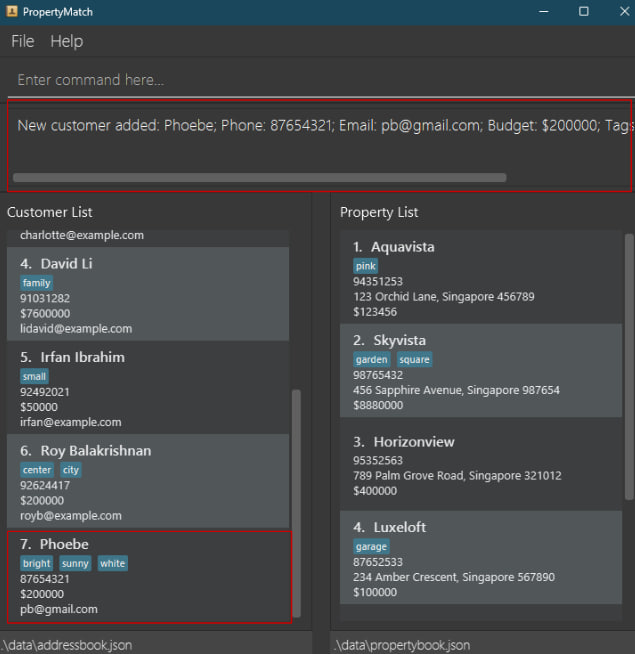 PropertyMatch
File Help
Enter command here...
New customer added: Phoebe; Phone: 87654321; Email: pb@gmail.com; Budget: $200000; Tags
Customer List
charlotte@example.com
4. David Li
family
91031282
$7600000
lidavid@example.com
5. Irfan Ibrahim
small
92492021
$50000
irfan@example.com
6. Roy Balakrishnan
center city
92624417
$200000
royb@example.com
7. Phoebe
bright sunny white
87654321
$200000
pb@gmail.com
.\data\addressbook.json
Property List
1. Aquavista
pink
94351253
123 Orchid Lane, Singapore 456789
$123456
2. Skyvista
garden square
98765432
456 Sapphire Avenue, Singapore 987654
$8880000
3. Horizonview
95352563
789 Palm Grove Road, Singapore 321012
$400000
4. Luxeloft
garage
87652533
234 Amber Crescent, Singapore 567890
$100000
.\data\propertybook.json